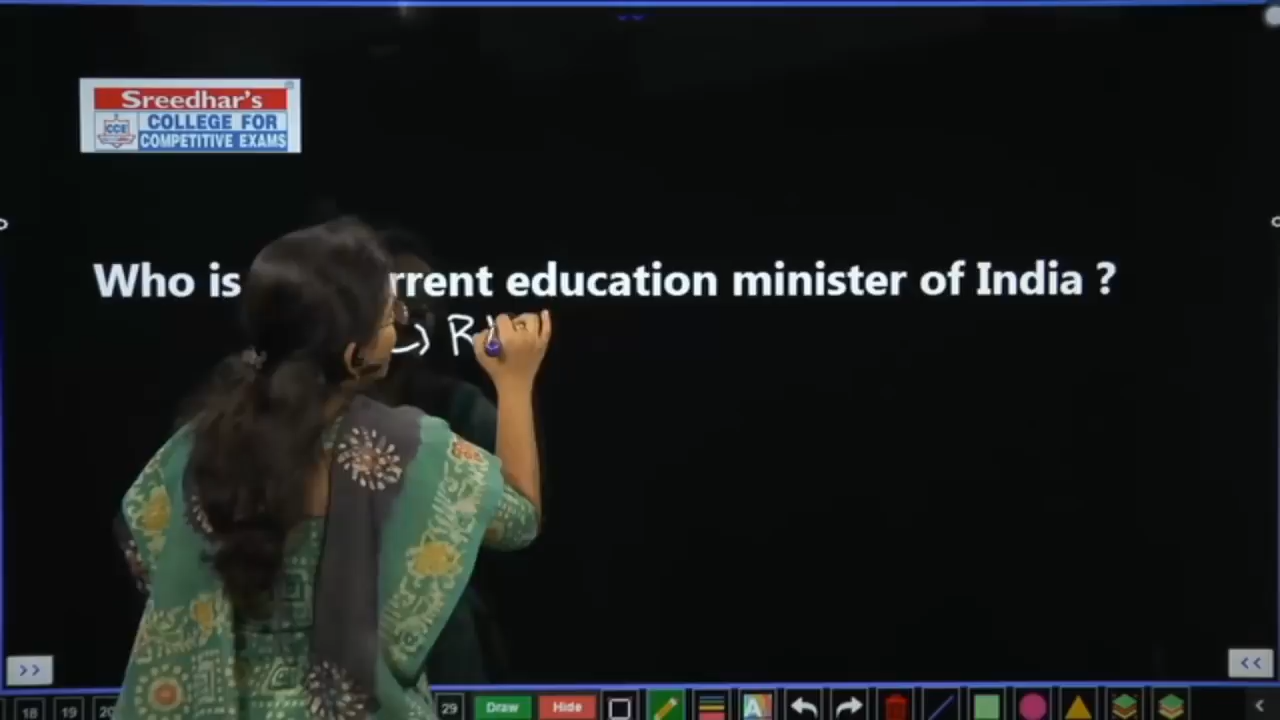 Sreedhar's
CCE
COLLEGE FOR
COMPETITIVE EXAMS
Who is rrent education minister of India ?
R
>>
<<
18 19 29 Draw Hide A
<